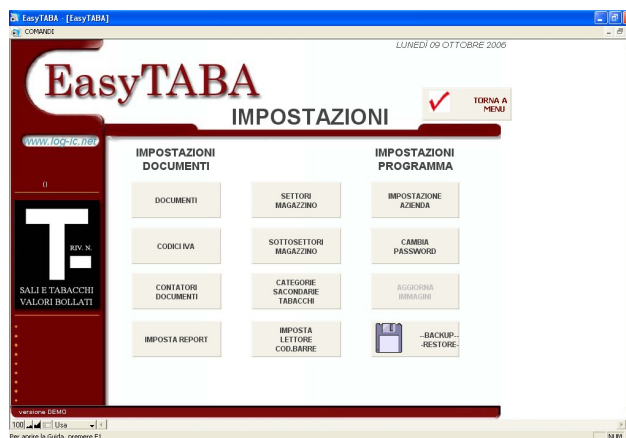 EasyTABA - [EasyTABA]
COMANDI
LUNEDÌ 09 OTTOBRE 2006
EasyTABA
IMPOSTAZIONI
TORNA A
MENU
www.log-ic.net
IMPOSTAZIONI
DOCUMENTI
IMPOSTAZIONI
PROGRAMMA
()
DOCUMENTI
SETTORI
MAGAZZINO
IMPOSTAZIONE
AZIENDA
T
RIV. N.
CODICI IVA
SOTTOSETTORI
MAGAZZINO
CAMBIA
PASSWORD
SALI E TABACCHI
VALORI BOLLATI
CONTATORI
DOCUMENTI
CATEGORIE
SACONDARIE
TABACCHI
AGGIORNA
IMMAGINI
IMPOSTA REPORT
IMPOSTA
LETTORE
COD.BARRE
--BACKUP--
-RESTORE-
versione DEMO
100
Usa
Per aprire la Guida, premere F1
NUM